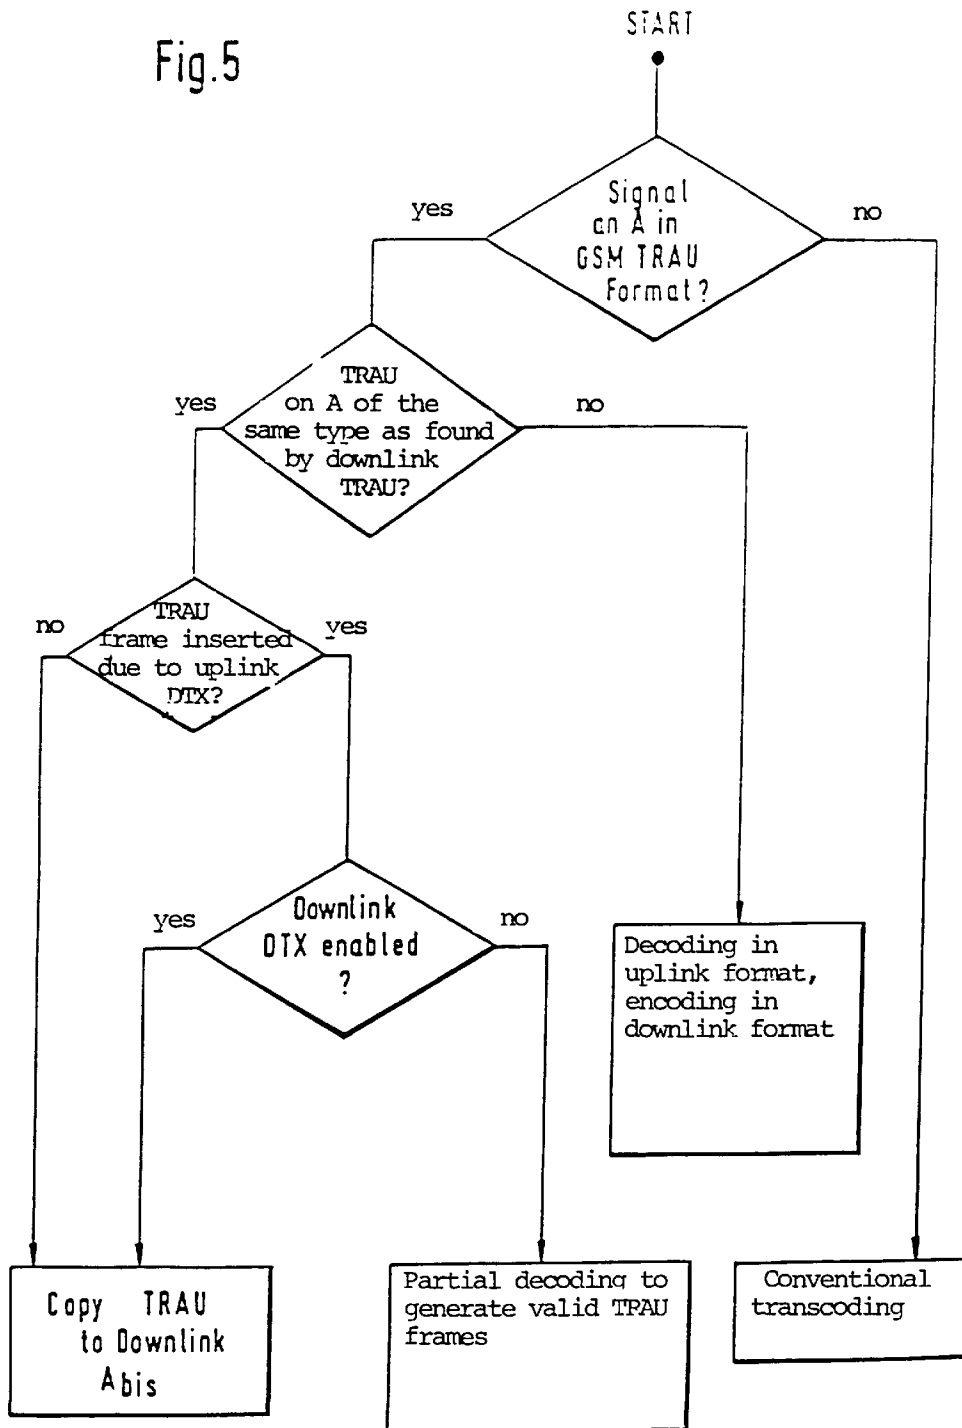 Fig.5
START
Signal
an A in
GSM TRAU
Format?
yes
no
TRAU
on A of the
same type as found
by downlink
TRAU?
yes
no
TRAU
frame inserted
due to uplink
DTX?
no
yes
Downlink
DTX enabled
?
yes
no
Decoding in
uplink format,
encoding in
downlink format
Copy TRAU
to Downlink
Abis
Partial decoding to
generate valid TRAU
frames
Conventional
transcoding